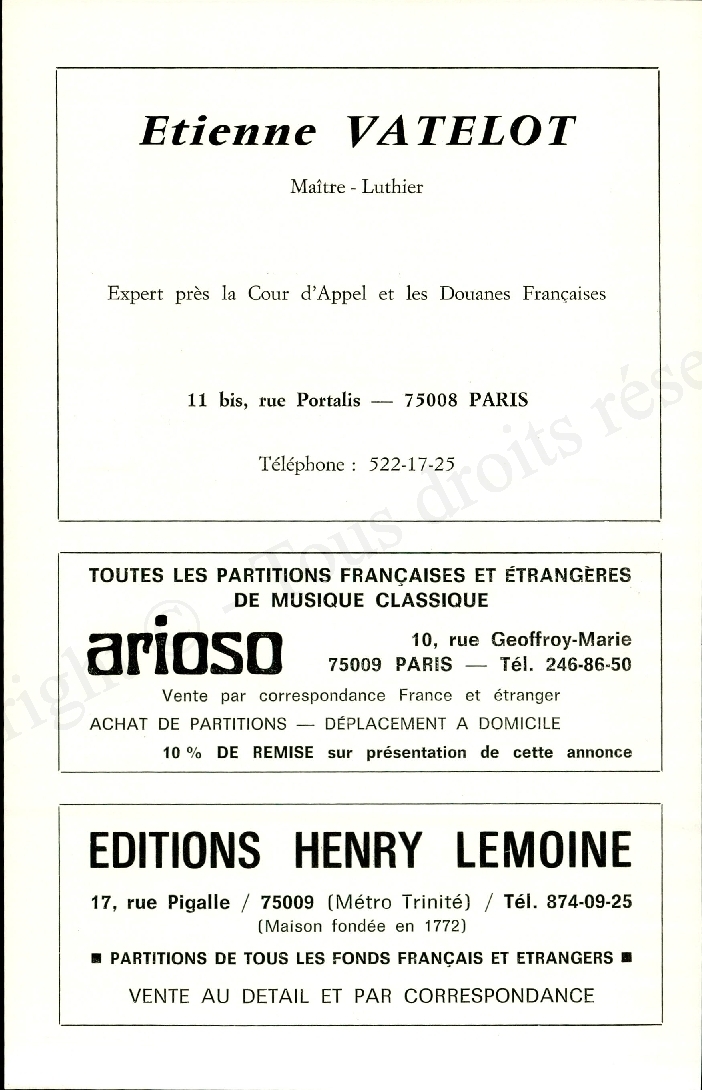 Etienne VATELOT
Maître - Luthier
Expert près la Cour d'Appel et les Douanes Françaises
11 bis, rue Portalis — 75008 PARIS
Téléphone : 522-17-25
TOUTES LES PARTITIONS FRANÇAISES ET ÉTRANGÈRES
DE MUSIQUE CLASSIQUE
arioso
10, rue Geoffroy-Marie
75009 PARIS — Tél. 246-86-50
Vente par correspondance France et étranger
ACHAT DE PARTITIONS — DÉPLACEMENT A DOMICILE
10 % DE REMISE sur présentation de cette annonce
EDITIONS HENRY LEMOINE
17, rue Pigalle / 75009 (Métro Trinité) / Tél. 874-09-25
(Maison fondée en 1772)
■ PARTITIONS DE TOUS LES FONDS FRANÇAIS ET ETRANGERS ■
VENTE AU DETAIL ET PAR CORRESPONDANCE
right © - Tous droits rése